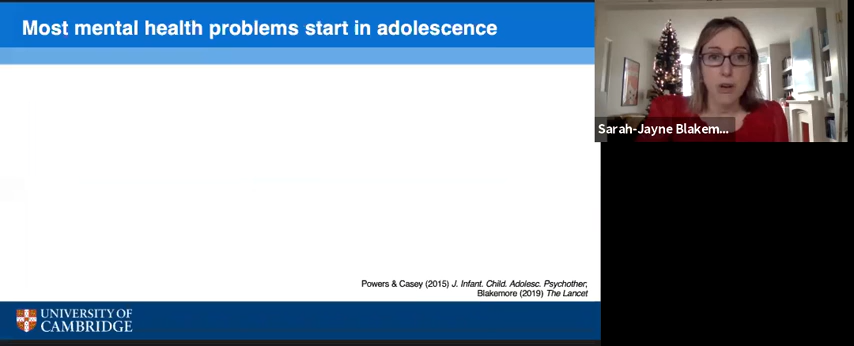 Most mental health problems start in adolescence
Sarah-Jayne Blakem...
Powers & Casey (2015) J. Infant. Child. Adolesc. Psychother,
Blakemore (2019) The Lancet
UNIVERSITY OF
CAMBRIDGE